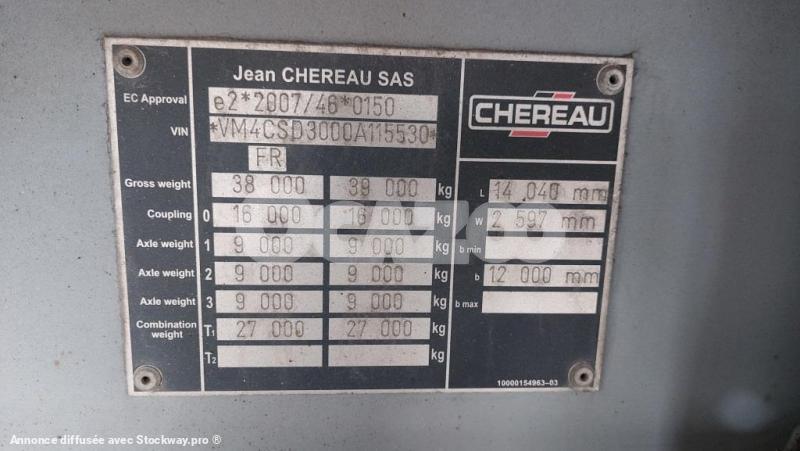 Jean CHEREAU SAS
EC Approval e2*2007/46*0150
VIN *VM4CSD3000A115530*
FR
Gross weight 38 000 39 000 kg
Coupling 0 16 000 16 000 kg
Axle weight 1 9 000 9 000 kg
Axle weight 2 9 000 9 000 kg
Axle weight 3 9 000 9 000 kg
Combination weight T1 27 000 27 000 kg
T2 kg
CHEREAU
L 14 040 mm
W 2 597 mm
b min
b 12 000 mm
b max
10000154963-03
OCAZOO
Annonce diffusée avec Stockway.pro ®